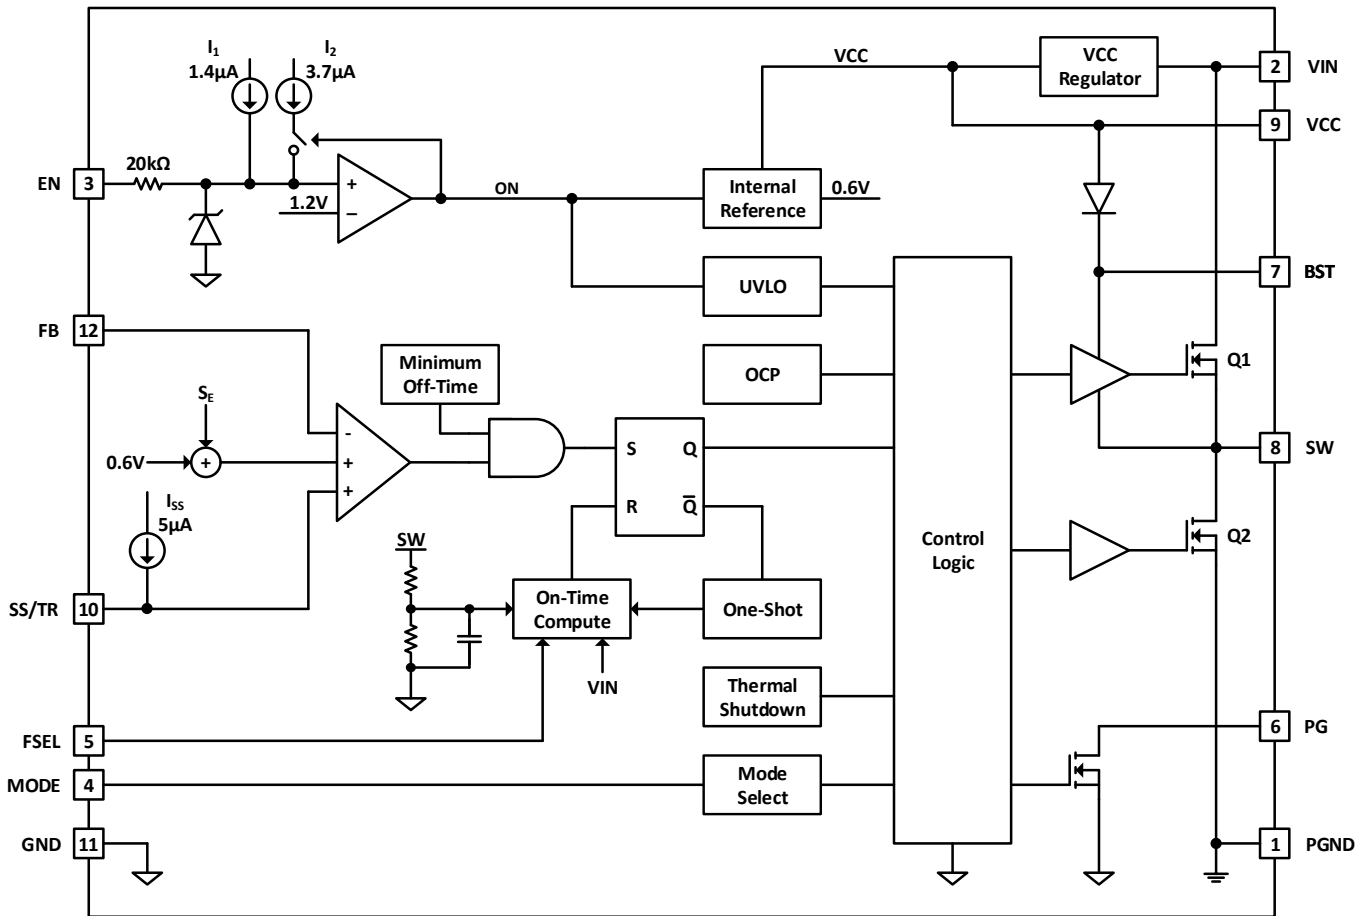 I1
1.4µA
I2
3.7µA
VCC
VCC
Regulator
2
VIN
9
VCC
20kΩ
EN
3
+
1.2V
−
ON
Internal
Reference
0.6V
UVLO
7
BST
FB
12
Minimum
Off-Time
OCP
Q1
SE
-
0.6V
+
+
+
S
Q
8
SW
ISS
5µA
R
Q̅
SW
Control
Logic
Q2
SS/TR
10
On-Time
Compute
One-Shot
VIN
Thermal
Shutdown
FSEL
5
6
PG
MODE
4
Mode
Select
GND
11
1
PGND